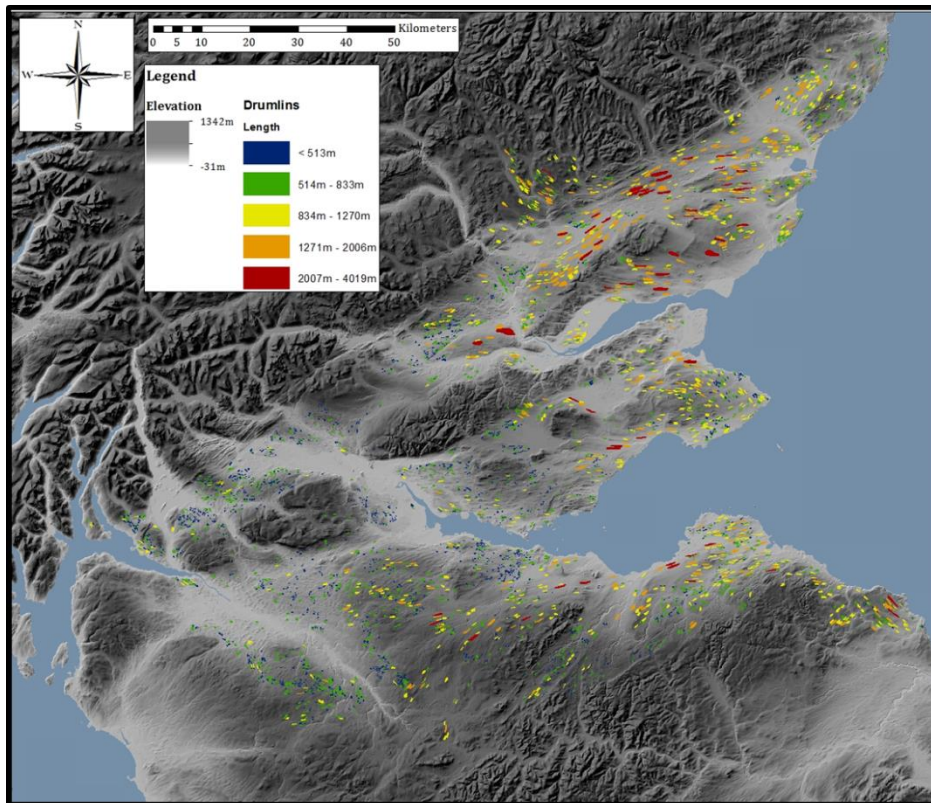 N
W E
S
Kilometers
0 5 10 20 30 40 50
Legend
Elevation
1342m
-31m
Drumlins
Length
< 513m
514m - 833m
834m - 1270m
1271m - 2006m
2007m - 4019m